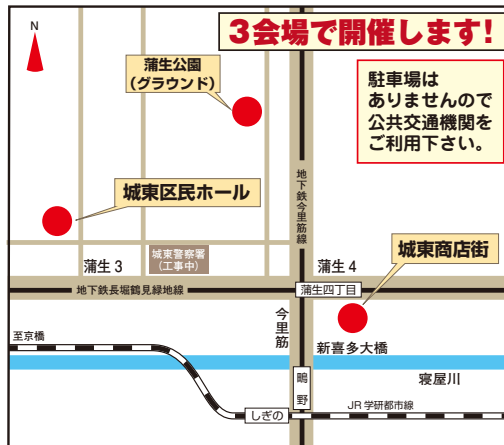 N
3会場で開催します!
蒲生公園
(グラウンド)
駐車場は
ありませんので
公共交通機関を
ご利用下さい。
城東区民ホール
地下鉄今里筋線
城東商店街
城東警察署
(工事中)
蒲生3
蒲生4
地下鉄長堀鶴見緑地線
蒲生四丁目
今里筋
至京橋
新喜多大橋
鴫野
寝屋川
しぎの
JR学研都市線